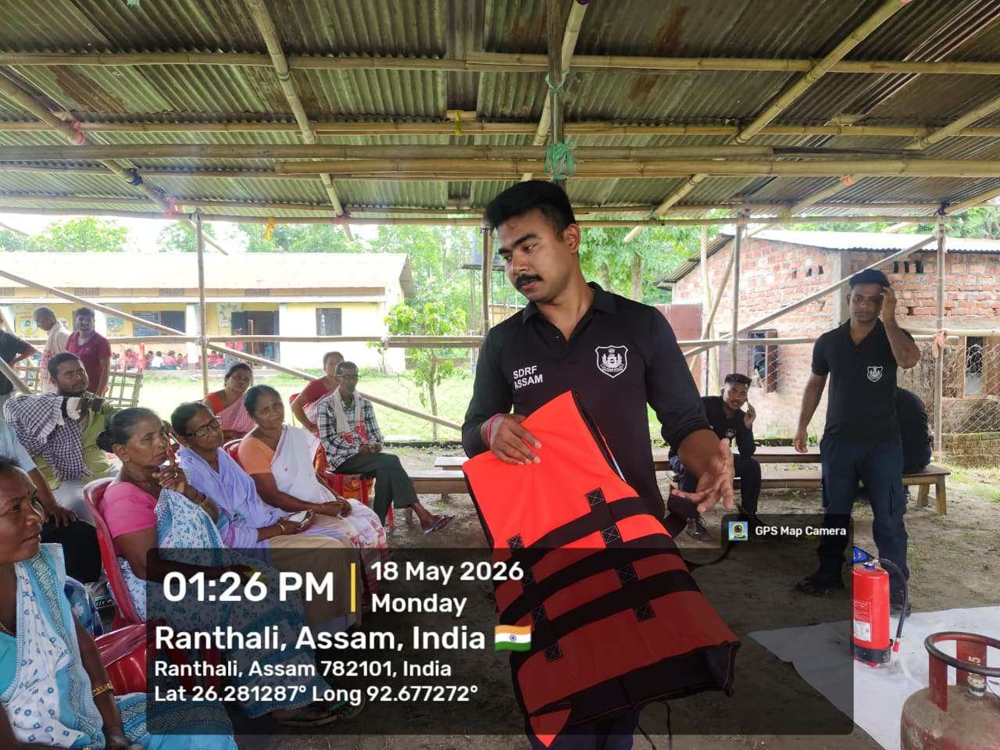 SDRF
ASSAM
GPS Map Camera
01:26 PM
18 May 2026
Monday
Ranthali, Assam, India
Ranthali, Assam 782101, India
Lat 26.281287° Long 92.677272°